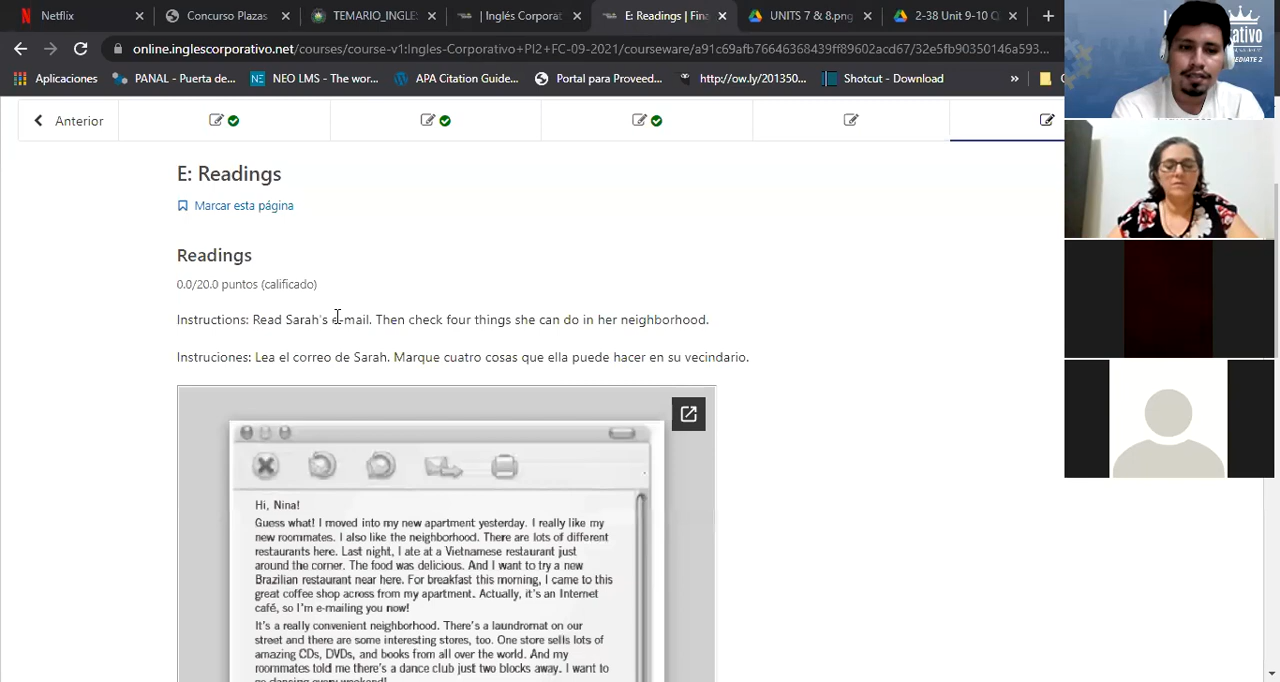 Netflix
Concurso Plazas
TEMARIO_INGLE
| Inglés Corporat
E: Readings | Fina
UNITS 7 & 8.png
2-38 Unit 9-10
online.inglescorporativo.net/courses/course-v1:Ingles-Corporativo+PI2+FC-09-2021/courseware/a91c69afb76646368439ff89602acd67/32e5fb90350146a593...
Aplicaciones
PANAL - Puerta de...
NEO LMS - The wor...
APA Citation Guide...
Portal para Proveed...
http://ow.ly/201350...
Shotcut - Download
»
Anterior
E: Readings
Marcar esta página
Readings
0.0/20.0 puntos (calificado)
Instructions: Read Sarah's e-mail. Then check four things she can do in her neighborhood.
Instruciones: Lea el correo de Sarah. Marque cuatro cosas que ella puede hacer en su vecindario.
Hi, Nina!
Guess what! I moved into my new apartment yesterday. I really like my
new roommates. I also like the neighborhood. There are lots of different
restaurants here. Last night, I ate at a Vietnamese restaurant just
around the corner. The food was delicious. And I want to try a new
Brazilian restaurant near here. For breakfast this morning, I came to this
great coffee shop across from my apartment. Actually, it's an Internet
café, so I'm e-mailing you now!
It's a really convenient neighborhood. There's a laundromat on our
street and there are some interesting stores, too. One store sells lots of
amazing CDs, DVDs, and books from all over the world. And my
roommates told me there's a dance club just two blocks away. I want to
go dancing every weekend!